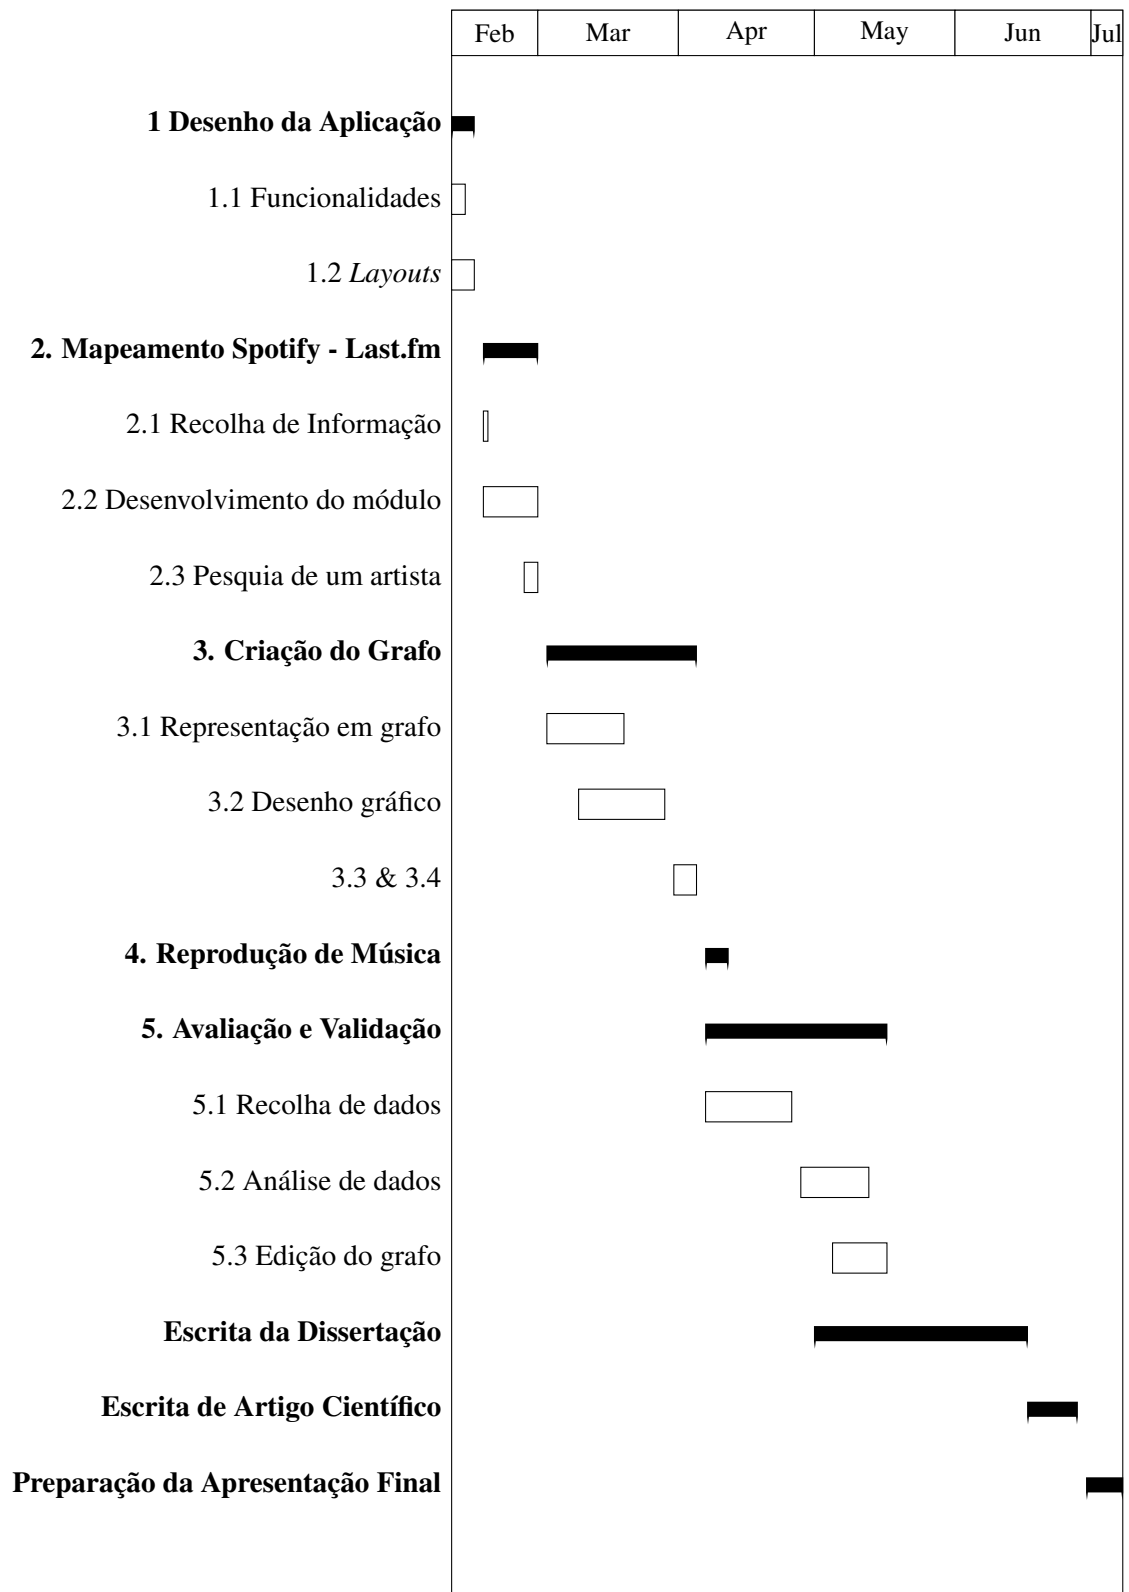 Feb Mar Apr May Jun Jul
1 Desenho da Aplicação
1.1 Funcionalidades
1.2 Layouts
2. Mapeamento Spotify - Last.fm
2.1 Recolha de Informação
2.2 Desenvolvimento do módulo
2.3 Pesquia de um artista
3. Criação do Grafo
3.1 Representação em grafo
3.2 Desenho gráfico
3.3 & 3.4
4. Reprodução de Música
5. Avaliação e Validação
5.1 Recolha de dados
5.2 Análise de dados
5.3 Edição do grafo
Escrita da Dissertação
Escrita de Artigo Científico
Preparação da Apresentação Final